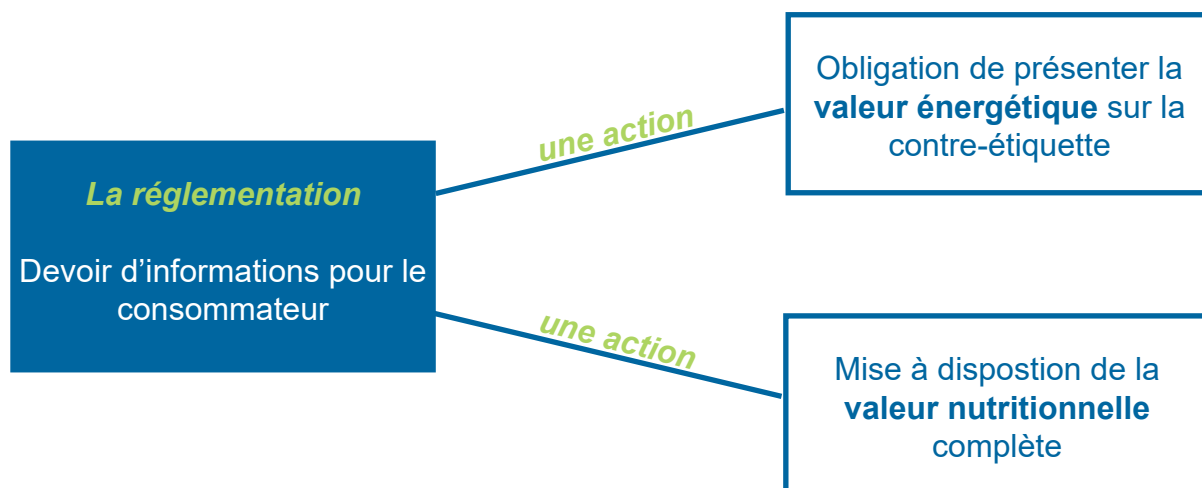 La réglementation
Devoir d’informations pour le
consommateur
une action
Obligation de présenter la
valeur énergétique sur la
contre-étiquette
une action
Mise à dispostion de la
valeur nutritionnelle
complète